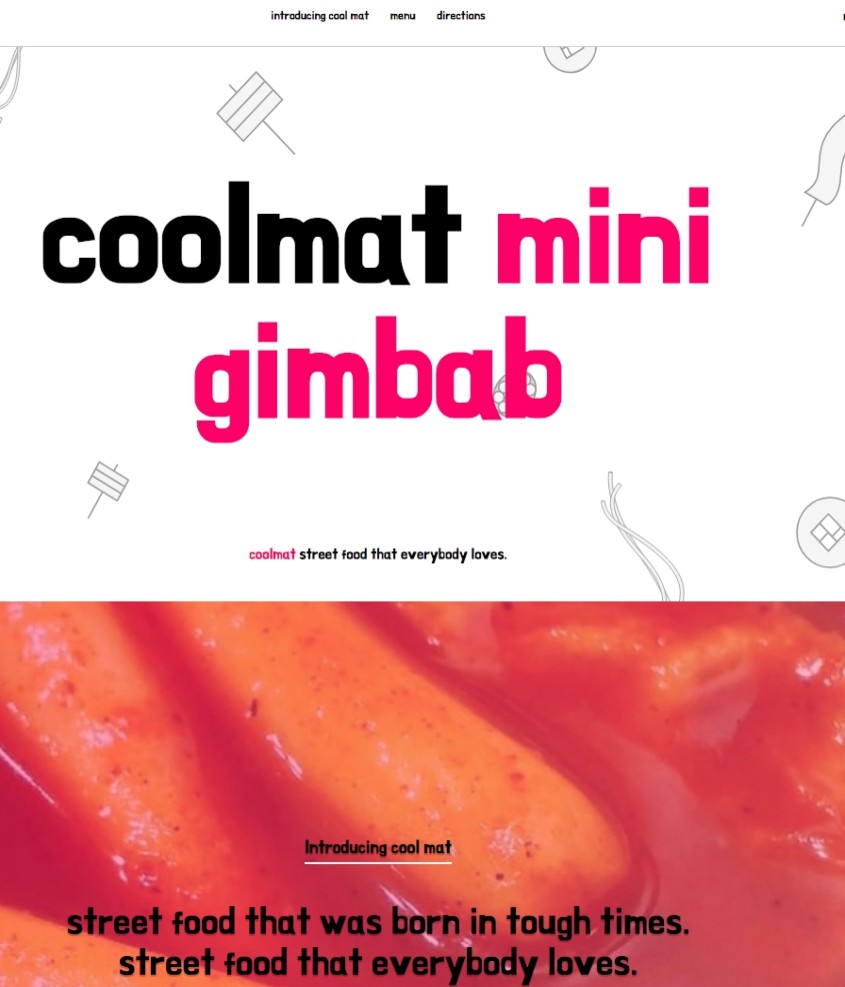 introducing cool mat menu directions
coolmat mini
gimbab
coolmat street food that everybody loves.
Introducing cool mat
street food that was born in tough times.
street food that everybody loves.